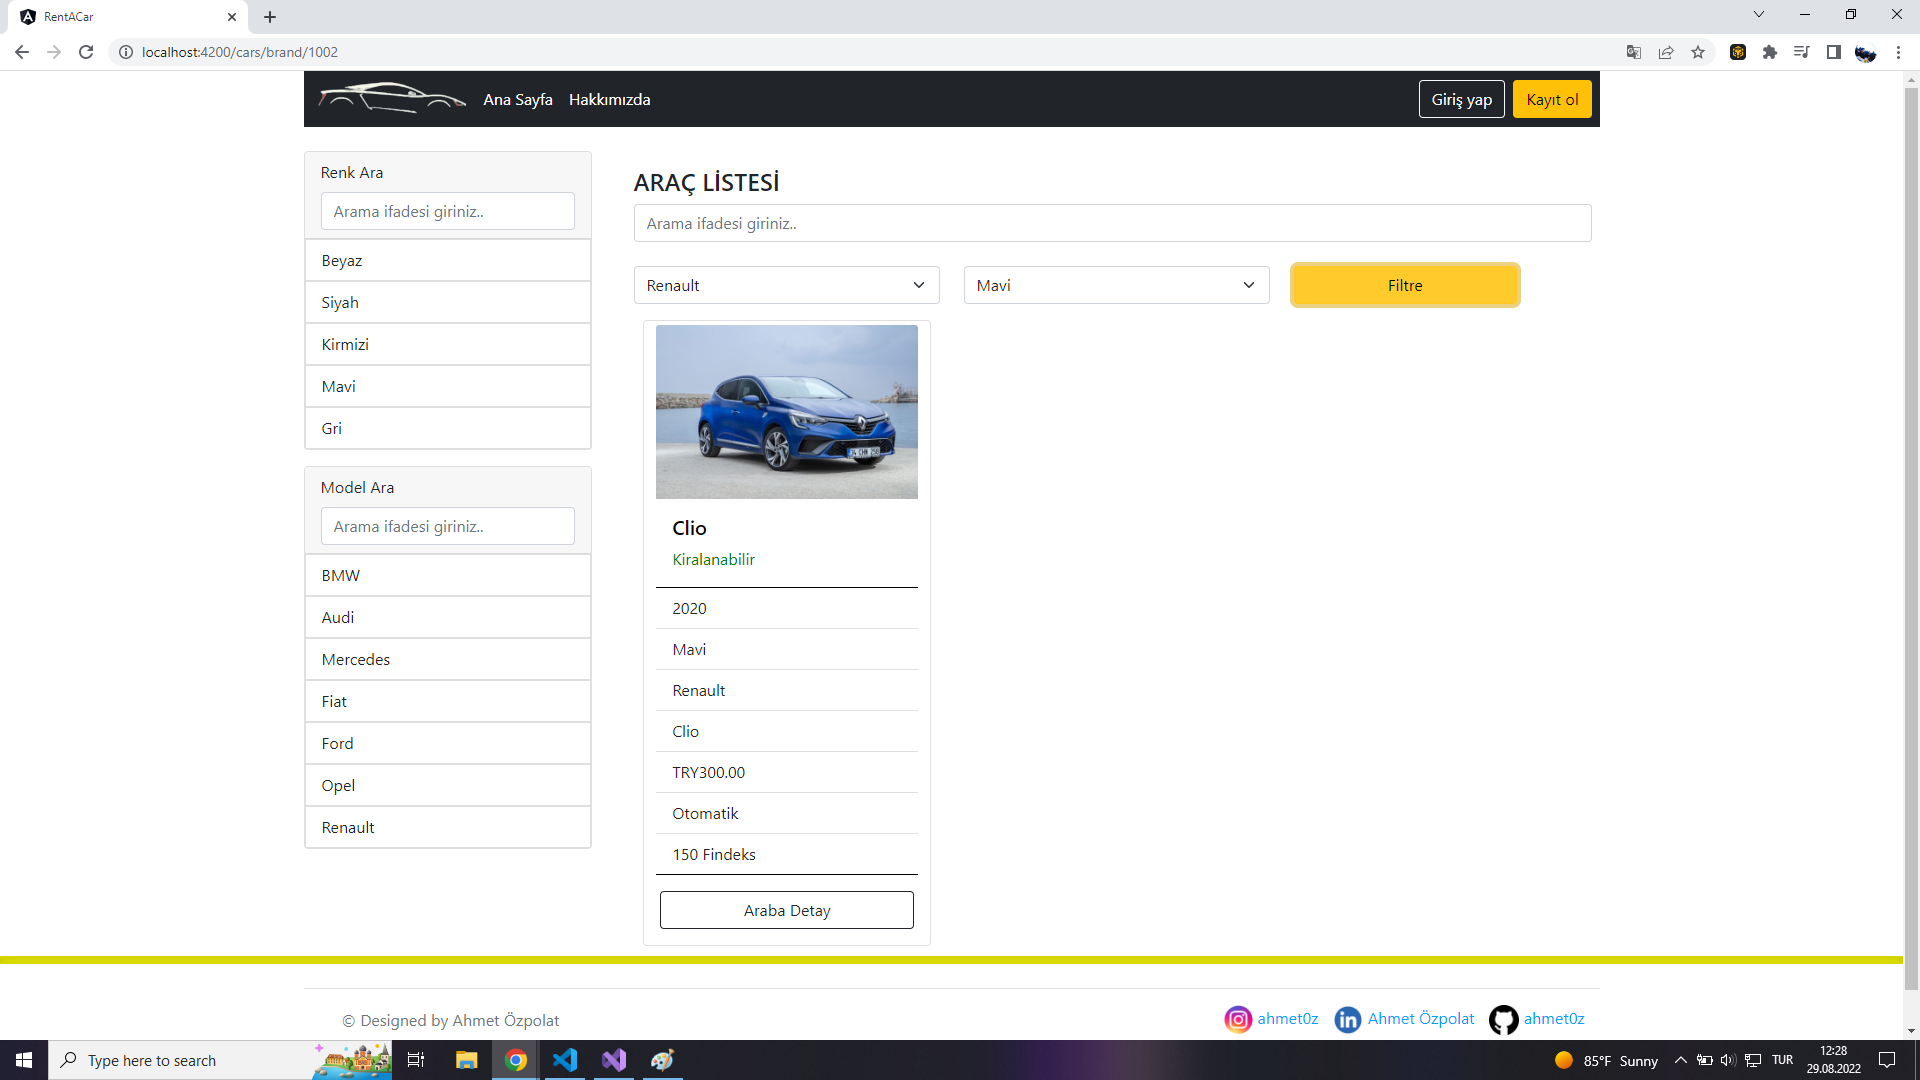 RentACar
localhost:4200/cars/brand/1002
Ana Sayfa Hakkımızda
Giriş yap Kayıt ol
Renk Ara
Arama ifadesi giriniz..
Beyaz
Siyah
Kirmizi
Mavi
Gri
Model Ara
Arama ifadesi giriniz..
BMW
Audi
Mercedes
Fiat
Ford
Opel
Renault
ARAÇ LİSTESİ
Arama ifadesi giriniz..
Renault Mavi Filtre
Clio
Kiralanabilir
2020
Mavi
Renault
Clio
TRY300.00
Otomatik
150 Findeks
Araba Detay
© Designed by Ahmet Özpolat
ahmet0z Ahmet Özpolat ahmet0z
Type here to search
85°F Sunny
TUR
12:28
29.08.2022